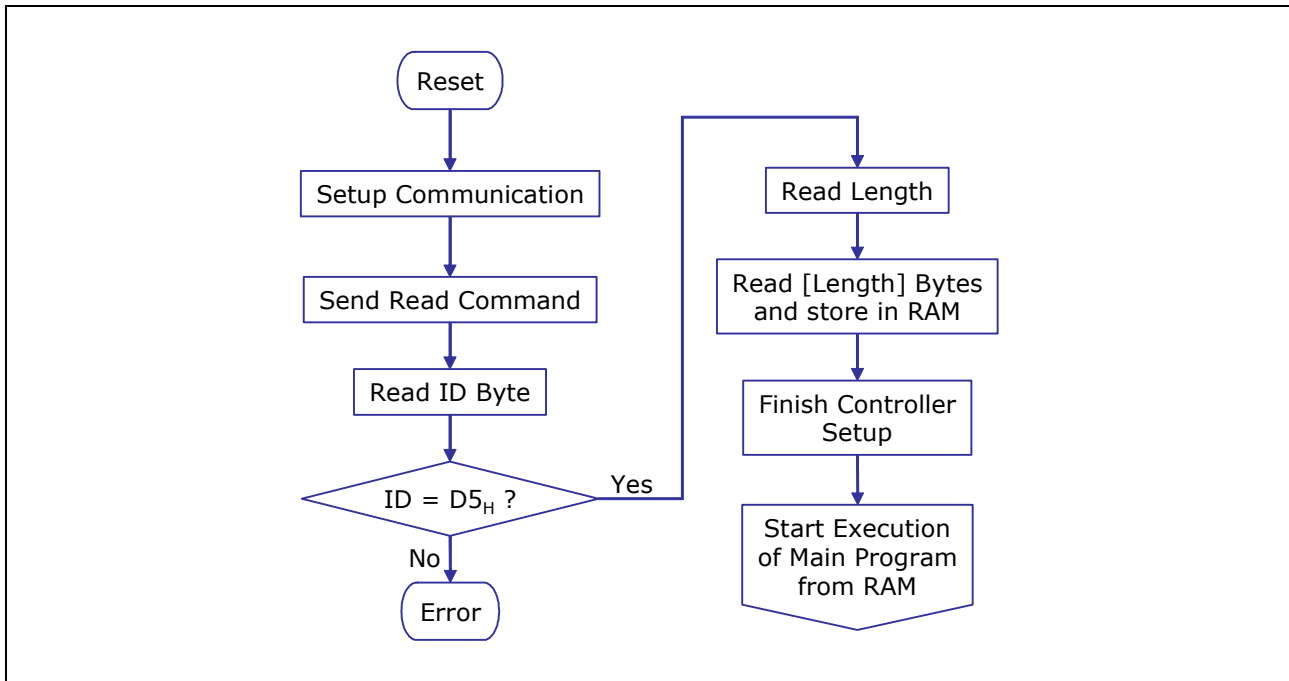 Reset
Setup Communication
Send Read Command
Read ID Byte
ID = D5H ?
Yes
No
Error
Read Length
Read [Length] Bytes
and store in RAM
Finish Controller
Setup
Start Execution
of Main Program
from RAM